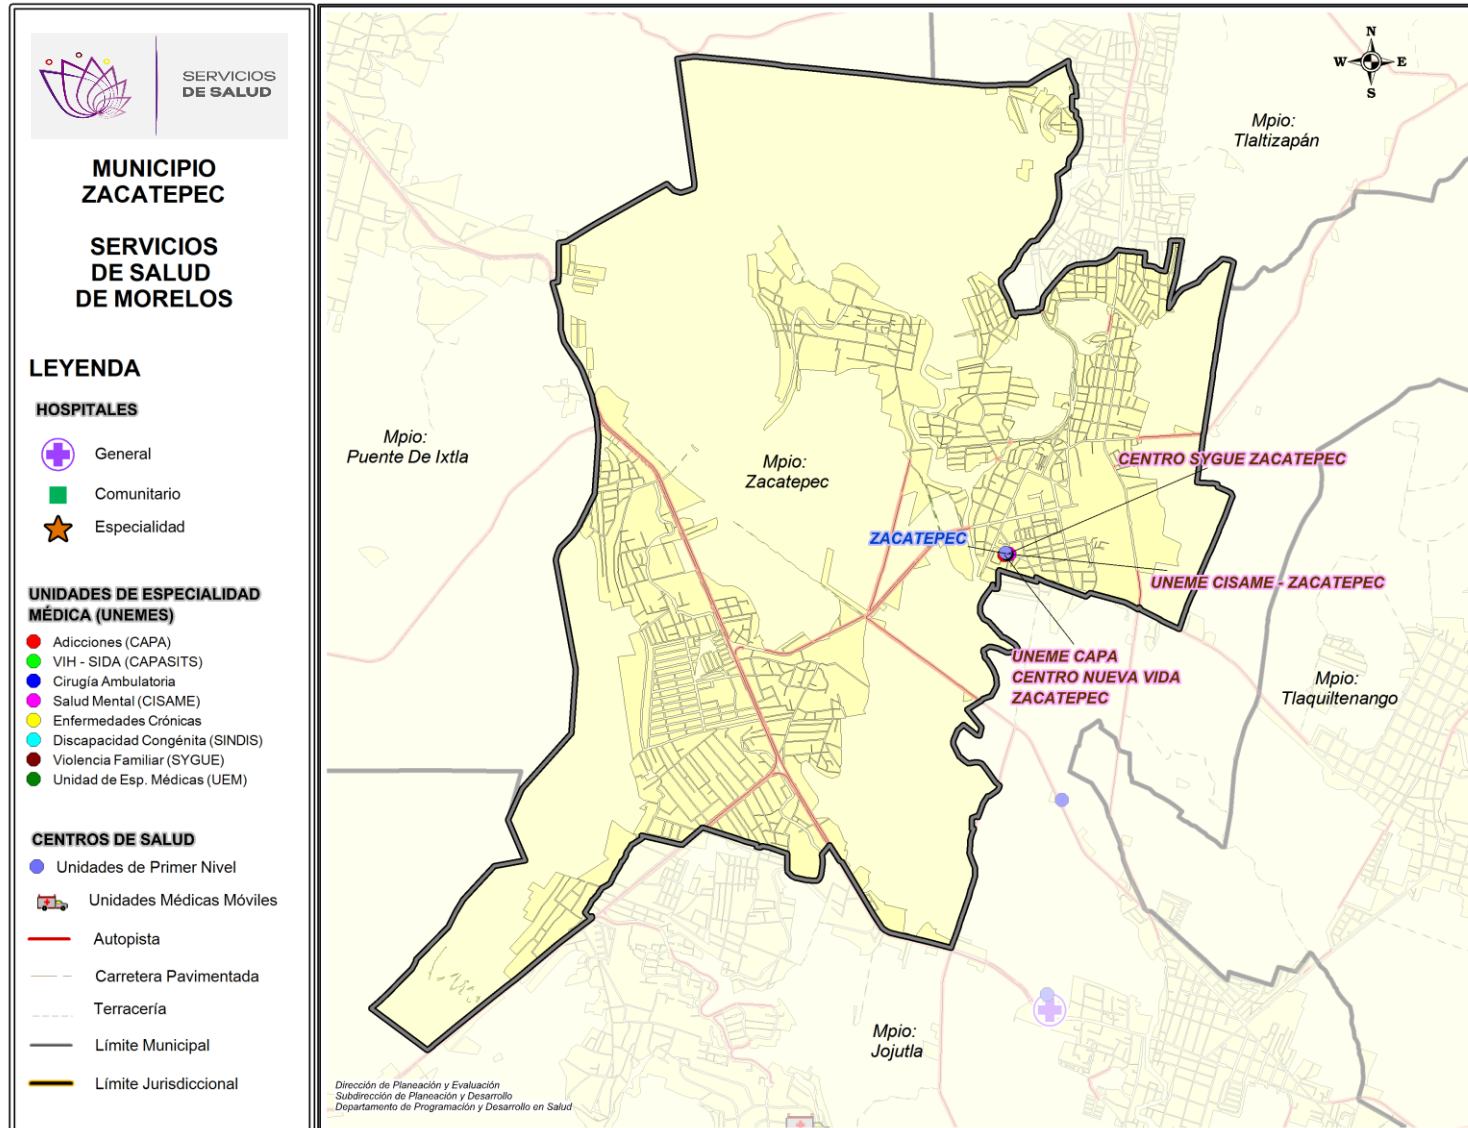 SERVICIOS
DE SALUD
MUNICIPIO
ZACATEPEC
SERVICIOS
DE SALUD
DE MORELOS
LEYENDA
HOSPITALES
General
Comunitario
Especialidad
UNIDADES DE ESPECIALIDAD
MÉDICA (UNEMES)
Adicciones (CAPA)
VIH - SIDA (CAPASITS)
Cirugía Ambulatoria
Salud Mental (CISAME)
Enfermedades Crónicas
Discapacidad Congénita (SINDIS)
Violencia Familiar (SYGUE)
Unidad de Esp. Médicas (UEM)
CENTROS DE SALUD
Unidades de Primer Nivel
Unidades Médicas Móviles
Autopista
Carretera Pavimentada
Terracería
Límite Municipal
Límite Jurisdiccional
N
W
E
S
Mpio:
Tlaltizapán
Mpio:
Puente De Ixtla
Mpio:
Zacatepec
CENTRO SYGUE ZACATEPEC
ZACATEPEC
UNEME CISAME - ZACATEPEC
UNEME CAPA
CENTRO NUEVA VIDA
ZACATEPEC
Mpio:
Tlaquiltenango
Mpio:
Jojutla
Dirección de Planeación y Evaluación
Subdirección de Planeación y Desarrollo
Departamento de Programación y Desarrollo en Salud